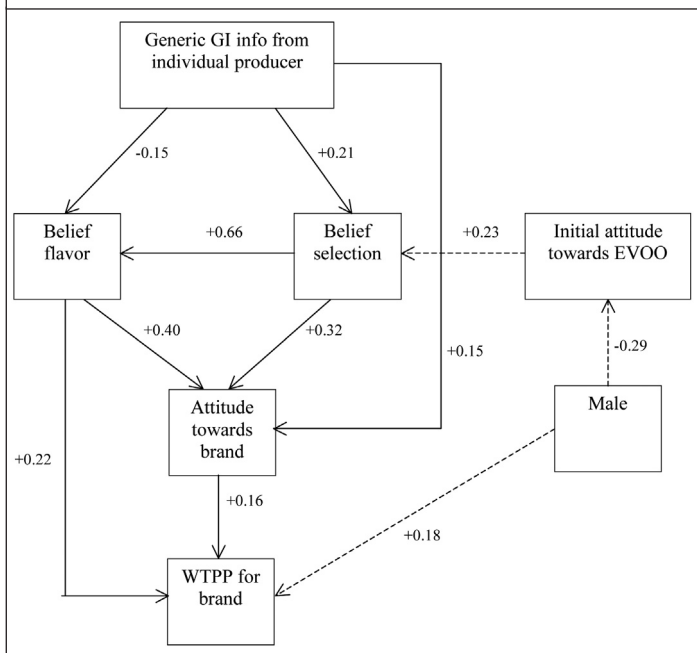 Generic GI info from
individual producer
-0.15
+0.21
Belief
flavor
+0.66
Belief
selection
+0.23
Initial attitude
towards EVOO
+0.40
+0.32
+0.15
-0.29
Attitude
towards
brand
Male
+0.22
+0.16
+0.18
WTPP for
brand